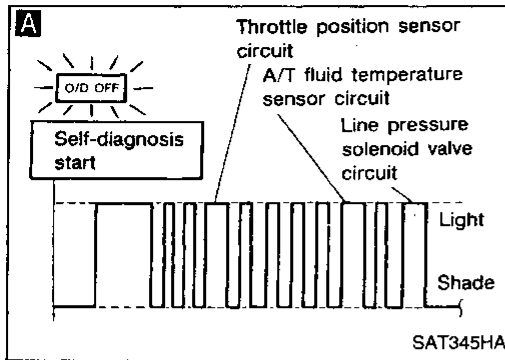 A
Throttle position sensor
circuit
A/T fluid temperature
sensor circuit
Line pressure
solenoid valve
circuit
O/D OFF
Self-diagnosis
start
Light
Shade
SAT345HA